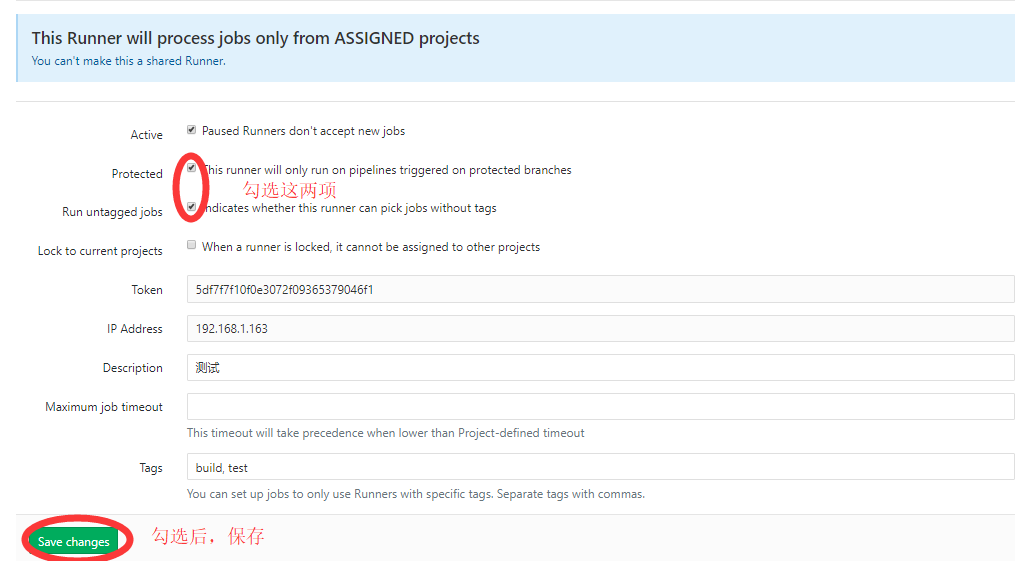 This Runner will process jobs only from ASSIGNED projects
You can't make this a shared Runner.
Active Paused Runners don't accept new jobs
Protected This runner will only run on pipelines triggered on protected branches
勾选这两项
Run untagged jobs Indicates whether this runner can pick jobs without tags
Lock to current projects When a runner is locked, it cannot be assigned to other projects
Token 5df7f7f10f0e3072f09365379046f1
IP Address 192.168.1.163
Description 测试
Maximum job timeout
This timeout will take precedence when lower than Project-defined timeout
Tags build, test
You can set up jobs to only use Runners with specific tags. Separate tags with commas.
Save changes 勾选后，保存